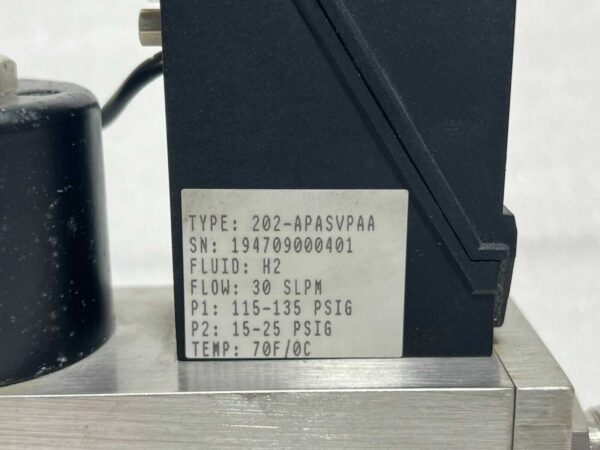 TYPE: 202-APASVPAA
SN: 194709000401
FLUID: H2
FLOW: 30 SLPM
P1: 115-135 PSIG
P2: 15-25 PSIG
TEMP: 70F/0C